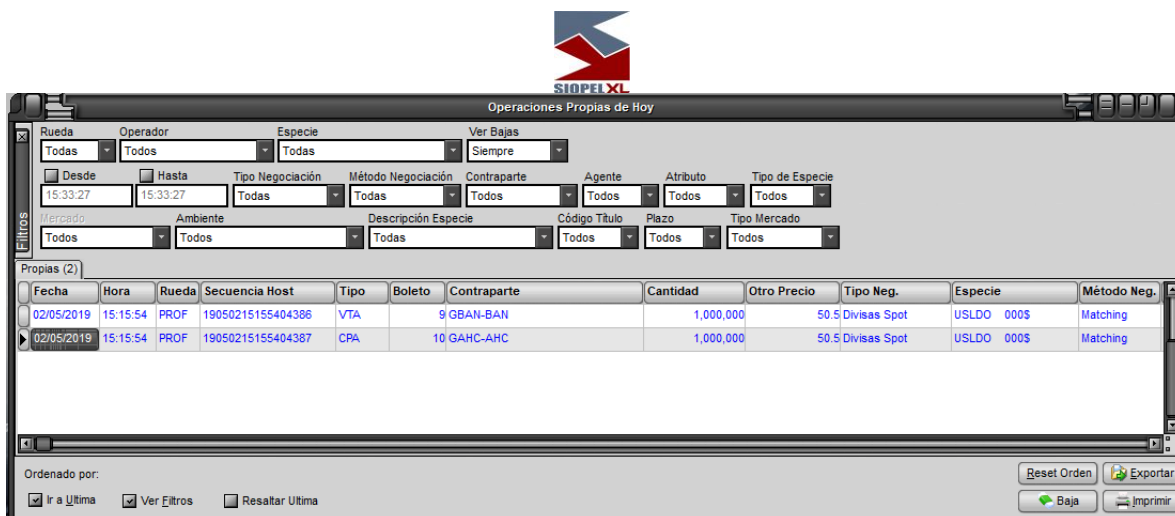 SIOPEL XL
Operaciones Propias de Hoy
Filtros
Rueda Operador Especie Ver Bajas
Todas Todos Todas Siempre
Desde Hasta Tipo Negociación Método Negociación Contraparte Agente Atributo Tipo de Especie
15:33:27 15:33:27 Todas Todas Todos Todos Todos Todos
Mercado Ambiente Descripción Especie Código Título Plazo Tipo Mercado
Todos Todos Todas Todos Todos Todos
Propias (2)
Fecha Hora Rueda Secuencia Host Tipo Boleto Contraparte Cantidad Otro Precio Tipo Neg. Especie Método Neg.
02/05/2019 15:15:54 PROF 19050215155404386 VTA 9 GBAN-BAN 1,000,000 50.5 Divisas Spot USLDO 000$ Matching
02/05/2019 15:15:54 PROF 19050215155404387 CPA 10 GAHC-AHC 1,000,000 50.5 Divisas Spot USLDO 000$ Matching
Ordenado por: Reset Orden Exportar
Ir a Ultima Ver Filtros Resaltar Ultima Baja Imprimir